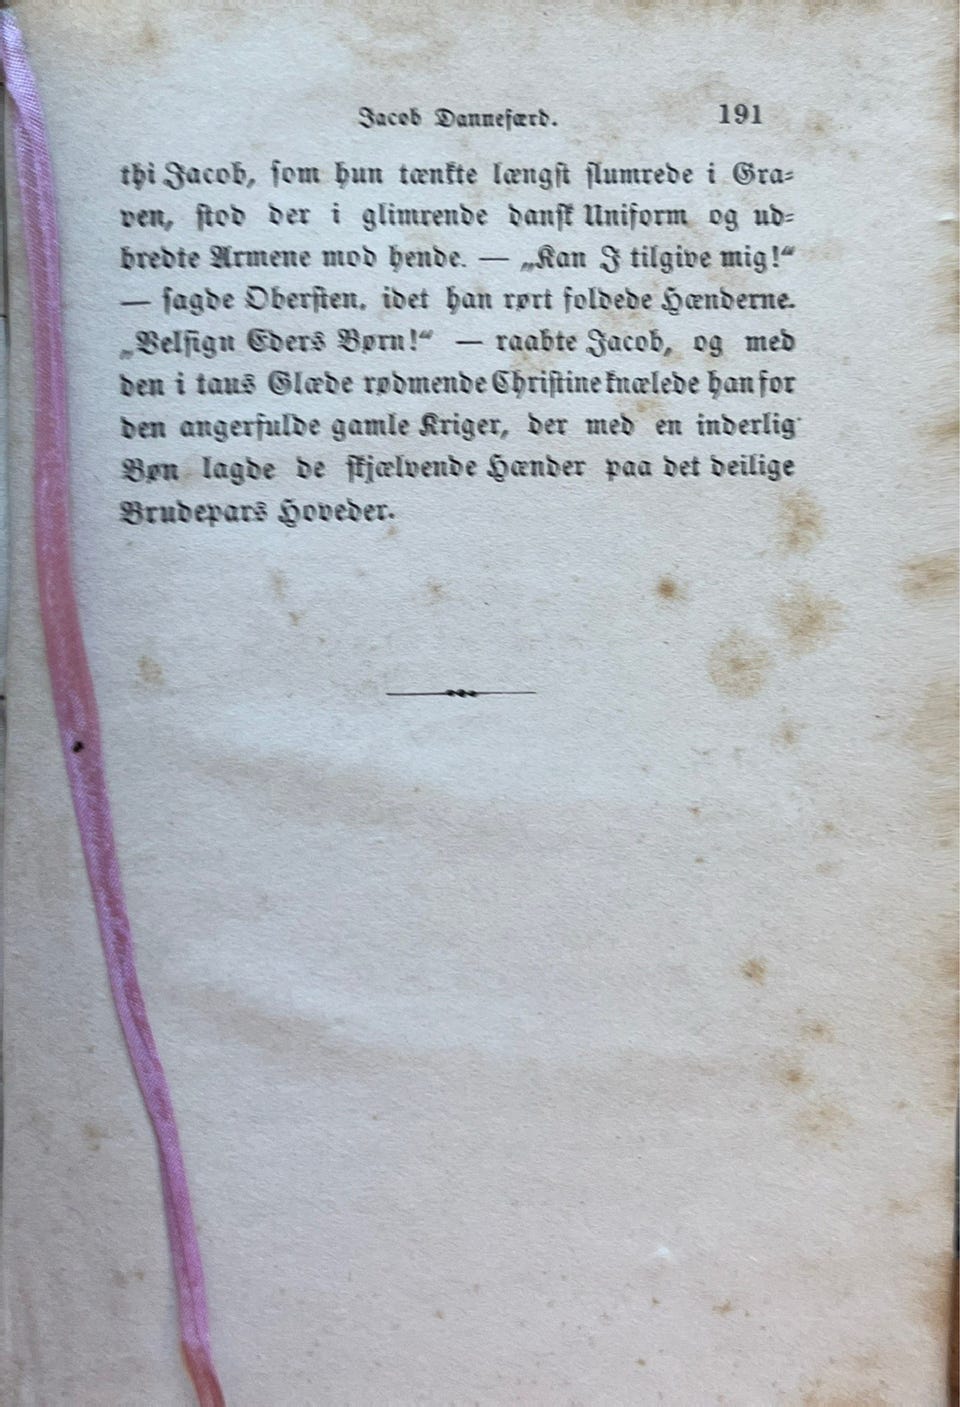 Jacob Dannefærd. 191
thi Jacob, som hun tænkte længst slumrede i Gra-
ven, stod der i glimrende dansk Uniform og ud-
bredte Armene mod hende. — „Kan I tilgive mig!“
— sagde Obersten, idet han rørt foldede Hænderne.
„Velsign Eders Børn!“ — raabte Jacob, og med
den i taus Glæde rødmende Christine knælede han for
den angerfulde gamle Kriger, der med en inderlig
Bøn lagde de skjælvende Hænder paa det deilige
Brudepars Hoveder.